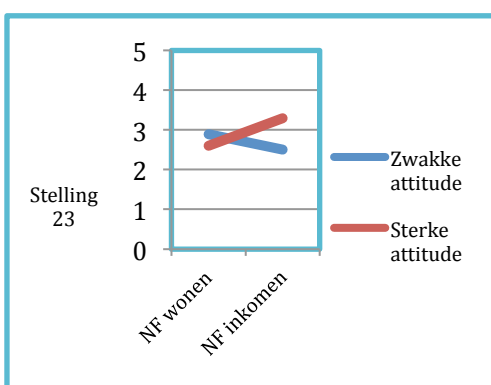 5
4
3
2
1
0
Stelling
23
NF wonen
NF inkomen
Zwakke
attitude
Sterke
attitude